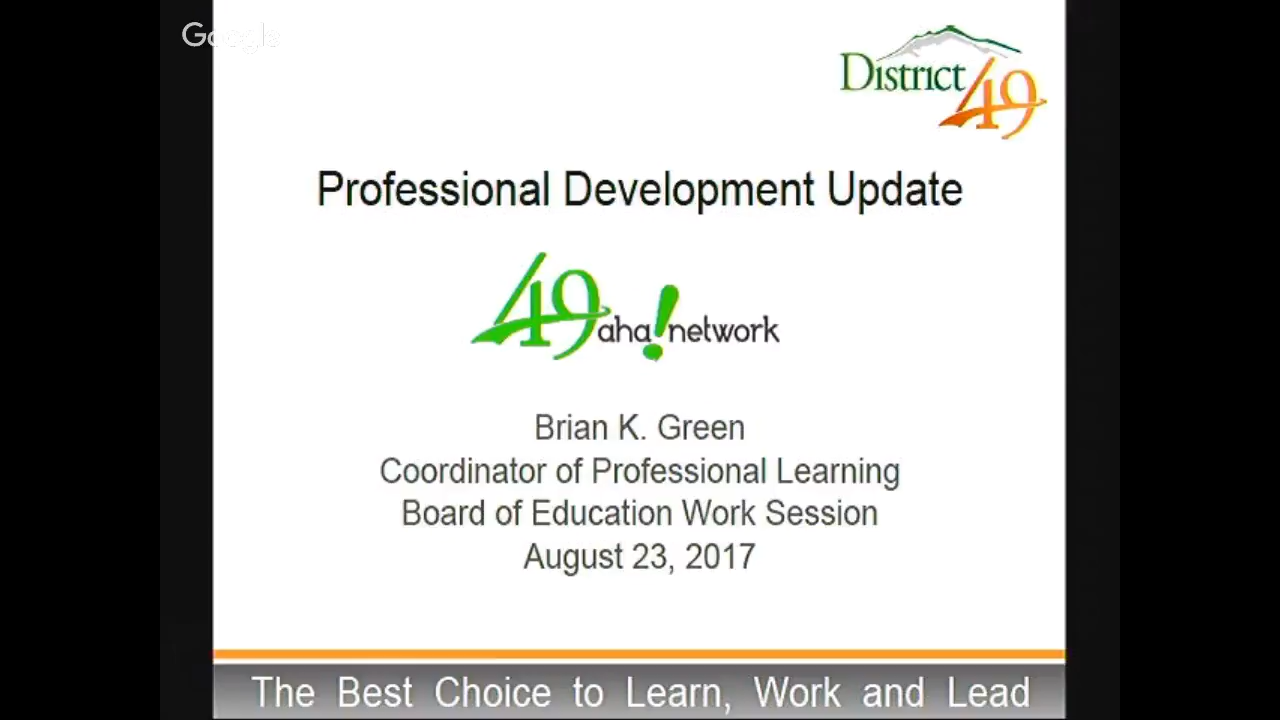 Google
District
49
Professional Development Update
49 aha!network
Brian K. Green
Coordinator of Professional Learning
Board of Education Work Session
August 23, 2017
The Best Choice to Learn, Work and Lead